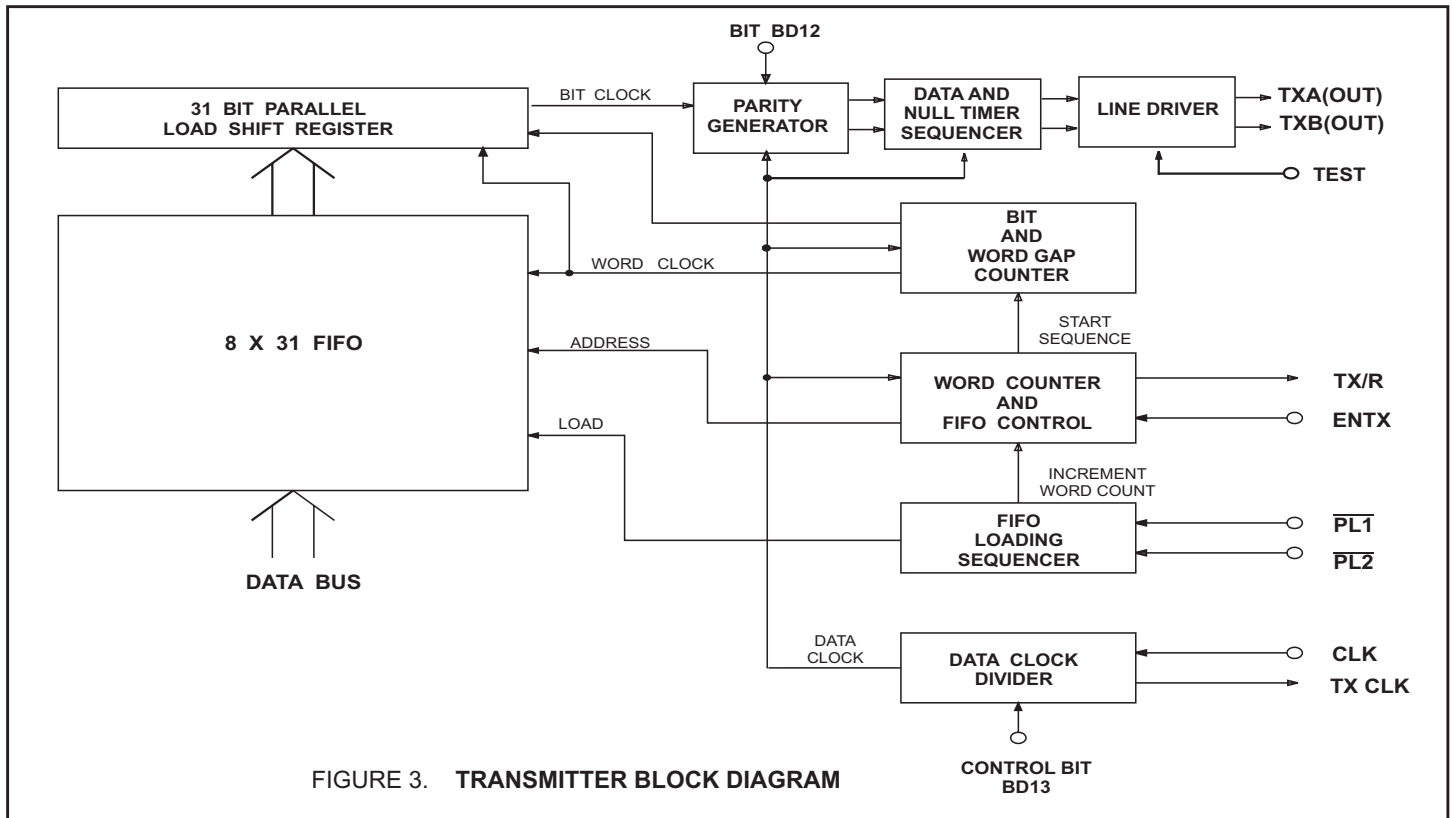 BIT BD12
31 BIT PARALLEL
LOAD SHIFT REGISTER
BIT CLOCK
PARITY
GENERATOR
DATA AND
NULL TIMER
SEQUENCER
LINE DRIVER
TXA(OUT)
TXB(OUT)
TEST
BIT
AND
WORD GAP
COUNTER
WORD CLOCK
8 X 31 FIFO
START
SEQUENCE
ADDRESS
WORD COUNTER
AND
FIFO CONTROL
TX/R
ENTX
LOAD
INCREMENT
WORD COUNT
FIFO
LOADING
SEQUENCER
PL1
PL2
DATA BUS
DATA
CLOCK
DATA CLOCK
DIVIDER
CLK
TX CLK
CONTROL BIT
BD13
FIGURE 3. TRANSMITTER BLOCK DIAGRAM